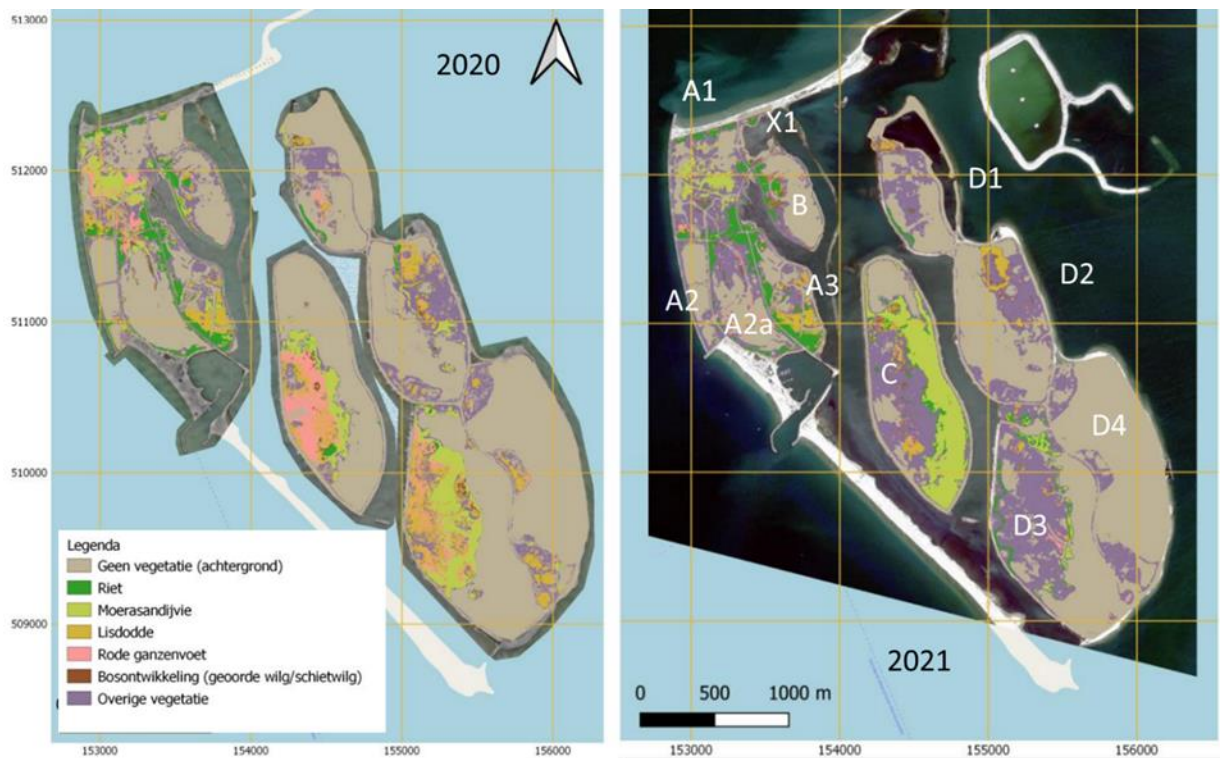 513000
2020
512000
511000
510000
509000
Legenda
Geen vegetatie (achtergrond)
Riet
Moerasandijvie
Lisdodde
Rode ganzenvoet
Bosontwikkeling (geoorde wilg/schietwilg)
Overige vegetatie
153000 154000 155000 156000
A1
X1
D1
B
D2
A3
A2
A2a
C
D4
D3
2021
0 500 1000 m
153000 154000 155000 156000